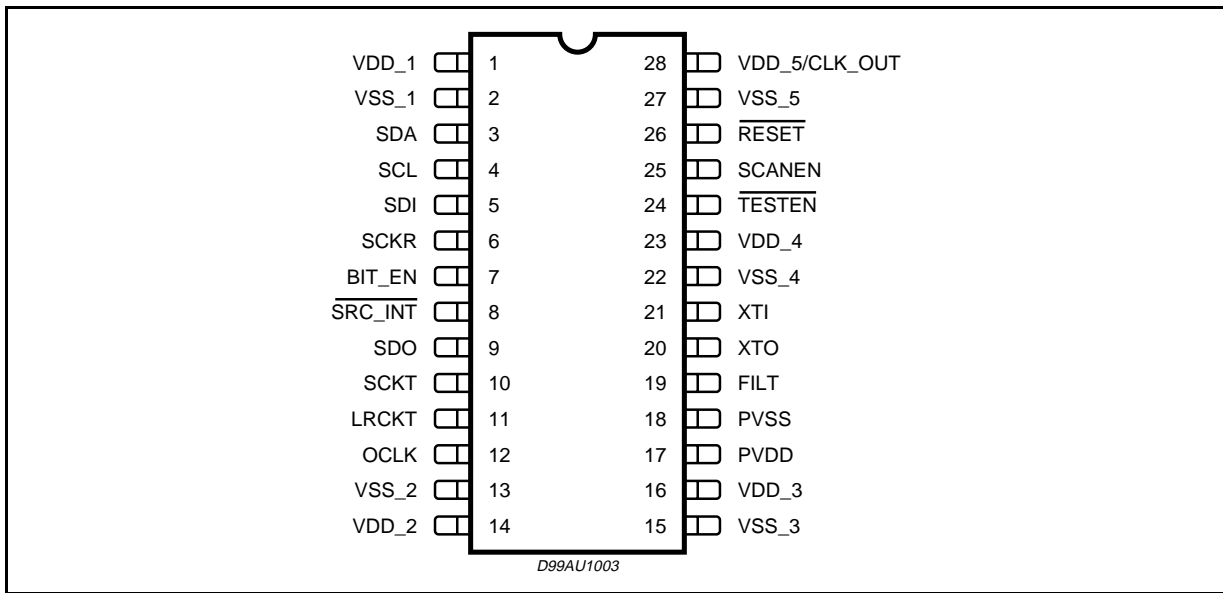 VDD_1 1 28 VDD_5/CLK_OUT
VSS_1 2 27 VSS_5
SDA 3 26 RESET
SCL 4 25 SCANEN
SDI 5 24 TESTEN
SCKR 6 23 VDD_4
BIT_EN 7 22 VSS_4
SRC_INT 8 21 XTI
SDO 9 20 XTO
SCKT 10 19 FILT
LRCKT 11 18 PVSS
OCLK 12 17 PVDD
VSS_2 13 16 VDD_3
VDD_2 14 15 VSS_3
D99AU1003